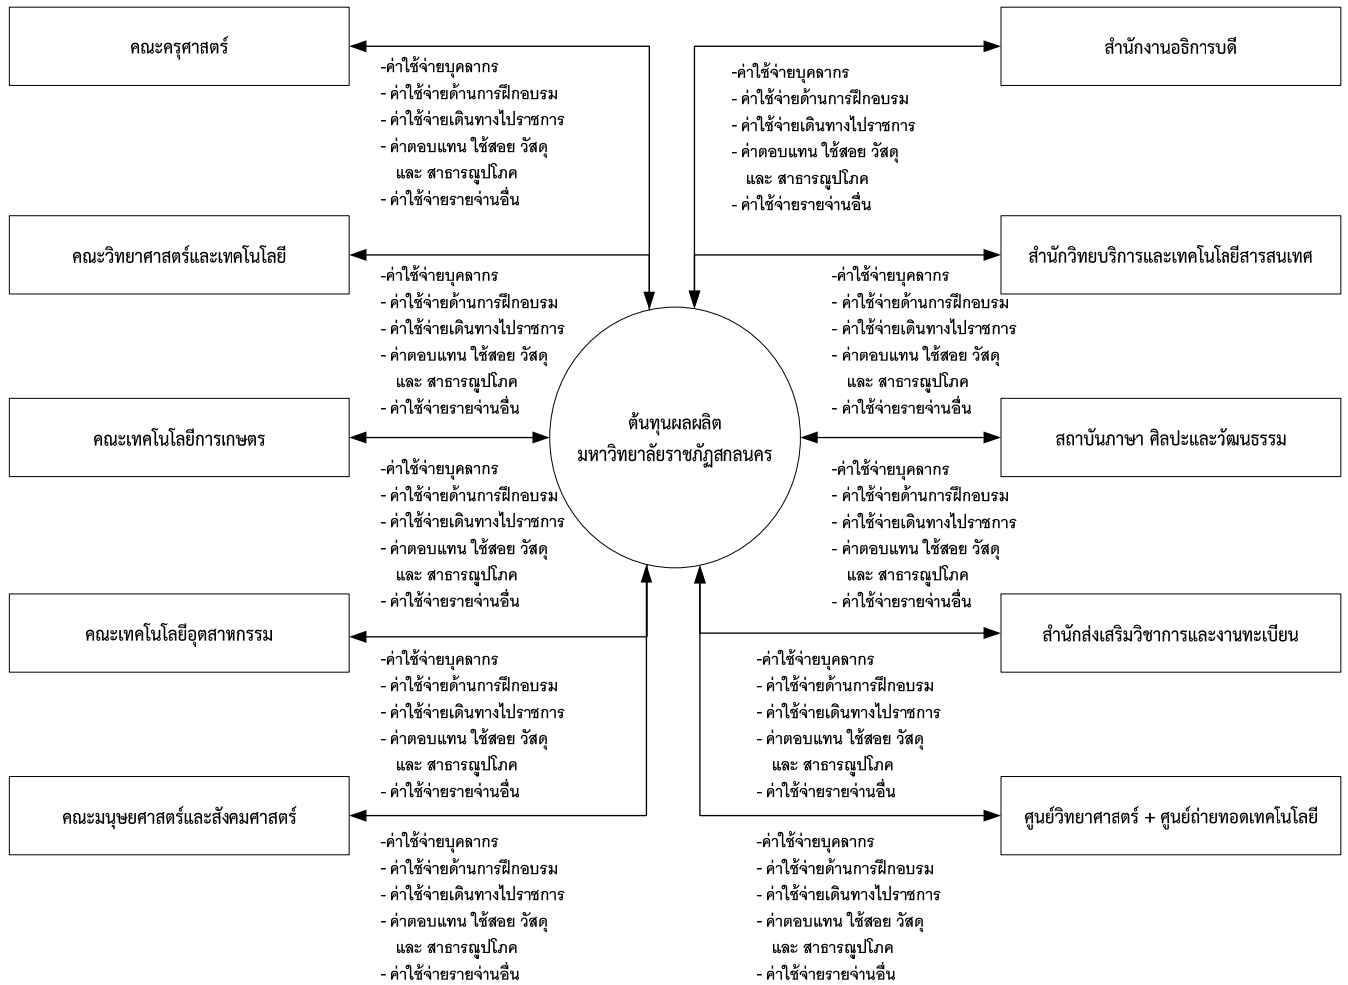 คณะครุศาสตร์
-ค่าใช้จ่ายบุคลากร
- ค่าใช้จ่ายด้านการฝึกอบรม
- ค่าใช้จ่ายเดินทางไปราชการ
- ค่าตอบแทน ใช้สอย วัสดุ
และ สาธารณูปโภค
- ค่าใช้จ่ายรายจ่านอื่น
สำนักงานอธิการบดี
-ค่าใช้จ่ายบุคลากร
- ค่าใช้จ่ายด้านการฝึกอบรม
- ค่าใช้จ่ายเดินทางไปราชการ
- ค่าตอบแทน ใช้สอย วัสดุ
และ สาธารณูปโภค
- ค่าใช้จ่ายรายจ่านอื่น
คณะวิทยาศาสตร์และเทคโนโลยี
-ค่าใช้จ่ายบุคลากร
- ค่าใช้จ่ายด้านการฝึกอบรม
- ค่าใช้จ่ายเดินทางไปราชการ
- ค่าตอบแทน ใช้สอย วัสดุ
และ สาธารณูปโภค
- ค่าใช้จ่ายรายจ่านอื่น
สำนักวิทยบริการและเทคโนโลยีสารสนเทศ
-ค่าใช้จ่ายบุคลากร
- ค่าใช้จ่ายด้านการฝึกอบรม
- ค่าใช้จ่ายเดินทางไปราชการ
- ค่าตอบแทน ใช้สอย วัสดุ
และ สาธารณูปโภค
- ค่าใช้จ่ายรายจ่านอื่น
ต้นทุนผลผลิต
มหาวิทยาลัยราชภัฏสกลนคร
คณะเทคโนโลยีการเกษตร
-ค่าใช้จ่ายบุคลากร
- ค่าใช้จ่ายด้านการฝึกอบรม
- ค่าใช้จ่ายเดินทางไปราชการ
- ค่าตอบแทน ใช้สอย วัสดุ
และ สาธารณูปโภค
- ค่าใช้จ่ายรายจ่านอื่น
สถาบันภาษา ศิลปะและวัฒนธรรม
-ค่าใช้จ่ายบุคลากร
- ค่าใช้จ่ายด้านการฝึกอบรม
- ค่าใช้จ่ายเดินทางไปราชการ
- ค่าตอบแทน ใช้สอย วัสดุ
และ สาธารณูปโภค
- ค่าใช้จ่ายรายจ่านอื่น
คณะเทคโนโลยีอุตสาหกรรม
-ค่าใช้จ่ายบุคลากร
- ค่าใช้จ่ายด้านการฝึกอบรม
- ค่าใช้จ่ายเดินทางไปราชการ
- ค่าตอบแทน ใช้สอย วัสดุ
และ สาธารณูปโภค
- ค่าใช้จ่ายรายจ่านอื่น
สำนักส่งเสริมวิชาการและงานทะเบียน
-ค่าใช้จ่ายบุคลากร
- ค่าใช้จ่ายด้านการฝึกอบรม
- ค่าใช้จ่ายเดินทางไปราชการ
- ค่าตอบแทน ใช้สอย วัสดุ
และ สาธารณูปโภค
- ค่าใช้จ่ายรายจ่านอื่น
คณะมนุษยศาสตร์และสังคมศาสตร์
-ค่าใช้จ่ายบุคลากร
- ค่าใช้จ่ายด้านการฝึกอบรม
- ค่าใช้จ่ายเดินทางไปราชการ
- ค่าตอบแทน ใช้สอย วัสดุ
และ สาธารณูปโภค
- ค่าใช้จ่ายรายจ่านอื่น
ศูนย์วิทยาศาสตร์ + ศูนย์ถ่ายทอดเทคโนโลยี
-ค่าใช้จ่ายบุคลากร
- ค่าใช้จ่ายด้านการฝึกอบรม
- ค่าใช้จ่ายเดินทางไปราชการ
- ค่าตอบแทน ใช้สอย วัสดุ
และ สาธารณูปโภค
- ค่าใช้จ่ายรายจ่านอื่น